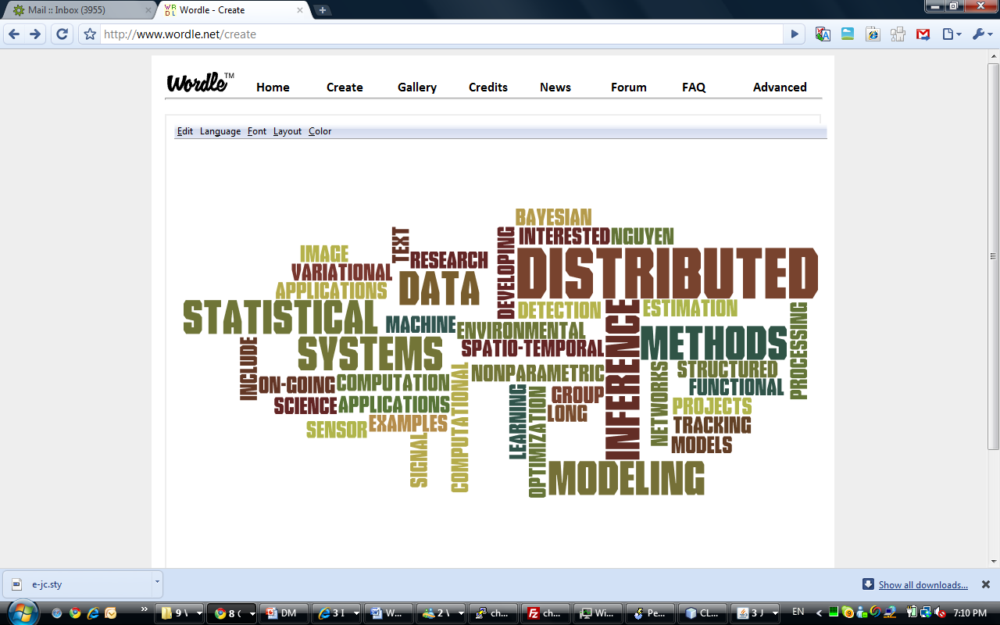 Mail :: Inbox (3955)
Wordle - Create
http://www.wordle.net/create
Wordle™ Home Create Gallery Credits News Forum FAQ Advanced
Edit Language Font Layout Color
BAYESIAN
INTERESTED NGUYEN
TEXT
DEVELOPING
IMAGE
RESEARCH
DISTRIBUTED
VARIATIONAL
DATA
APPLICATIONS
DETECTION
ESTIMATION
STATISTICAL
MACHINE
ENVIRONMENTAL
INFERENCE
METHODS
PROCESSING
SYSTEMS
SPATIO-TEMPORAL
INCLUDE
NONPARAMETRIC
NETWORKS
STRUCTURED
ON-GOING
COMPUTATION
COMPUTATIONAL
FUNCTIONAL
LEARNING
OPTIMIZATION
GROUP
SCIENCE
APPLICATIONS
PROJECTS
LONG
SENSOR
EXAMPLES
TRACKING
SIGNAL
MODELS
MODELING
e-jc.sty
Show all downloads...
9 \ 8 ( DM 3 I W... 2 \ ch... ch... Wi... Pe... CL... 3 J EN 7:10 PM